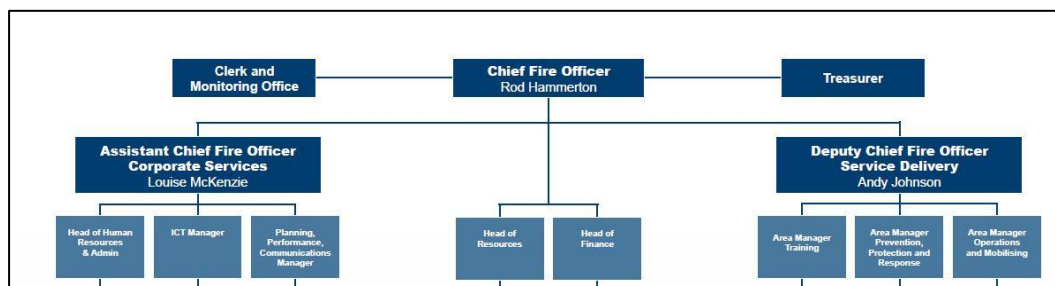 Clerk and
Monitoring Office
Chief Fire Officer
Rod Hammerton
Treasurer
Assistant Chief Fire Officer
Corporate Services
Louise McKenzie
Deputy Chief Fire Officer
Service Delivery
Andy Johnson
Head of Human
Resources
& Admin
ICT Manager
Planning,
Performance,
Communications
Manager
Head of
Resources
Head of
Finance
Area Manager
Training
Area Manager
Prevention,
Protection and
Response
Area Manager
Operations
and Mobilising